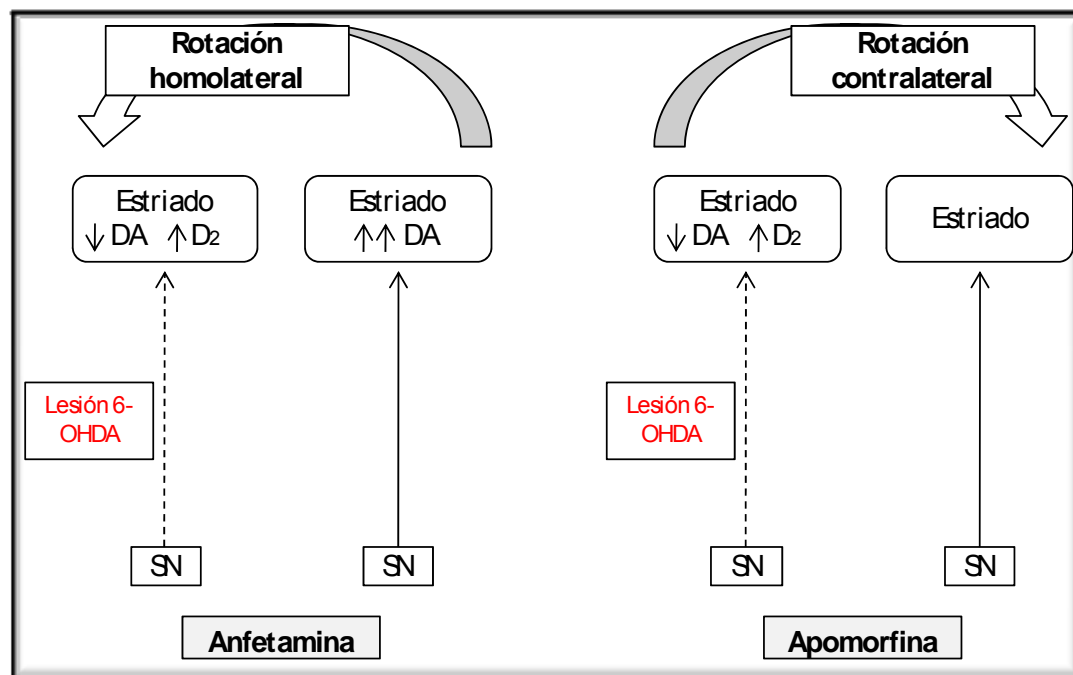 Rotación
homolateral
Rotación
contralateral
Estriado
↓ DA ↑ D2
Estriado
↑↑ DA
Estriado
↓ DA ↑ D2
Estriado
Lesión 6-
OHDA
Lesión 6-
OHDA
SN
SN
SN
SN
Anfetamina
Apomorfina